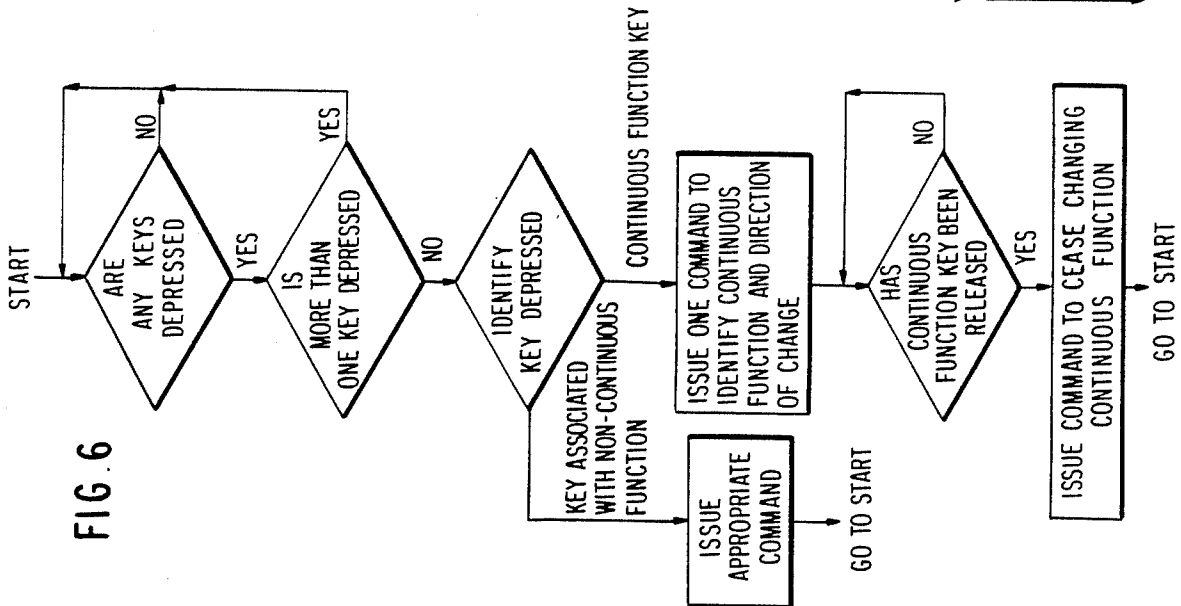 FIG. 6
START
ARE
ANY KEYS
DEPRESSED
NO
YES
IS
MORE THAN
ONE KEY DEPRESSED
YES
NO
IDENTIFY
KEY DEPRESSED
KEY ASSOCIATED
WITH NON-CONTINUOUS
FUNCTION
CONTINUOUS FUNCTION KEY
ISSUE
APPROPRIATE
COMMAND
GO TO START
ISSUE ONE COMMAND TO
IDENTIFY CONTINUOUS
FUNCTION AND DIRECTION
OF CHANGE
HAS
CONTINUOUS
FUNCTION KEY BEEN
RELEASED
NO
YES
ISSUE COMMAND TO CEASE CHANGING
CONTINUOUS FUNCTION
GO TO START